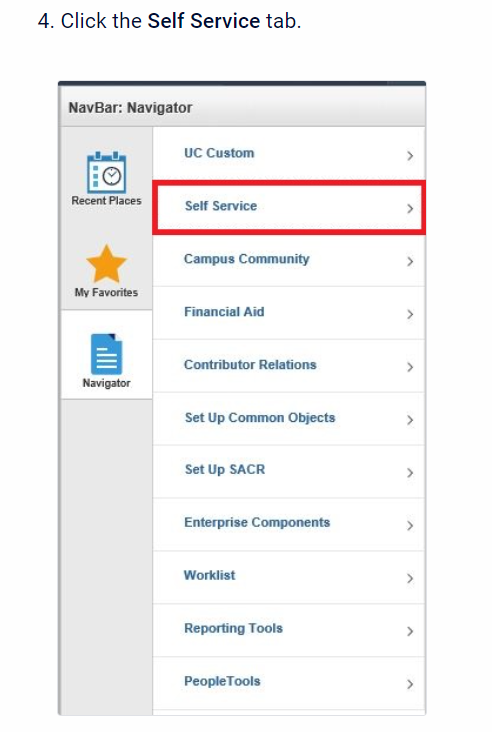 4. Click the Self Service tab.
NavBar: Navigator
Recent Places
My Favorites
Navigator
UC Custom
Self Service
Campus Community
Financial Aid
Contributor Relations
Set Up Common Objects
Set Up SACR
Enterprise Components
Worklist
Reporting Tools
PeopleTools